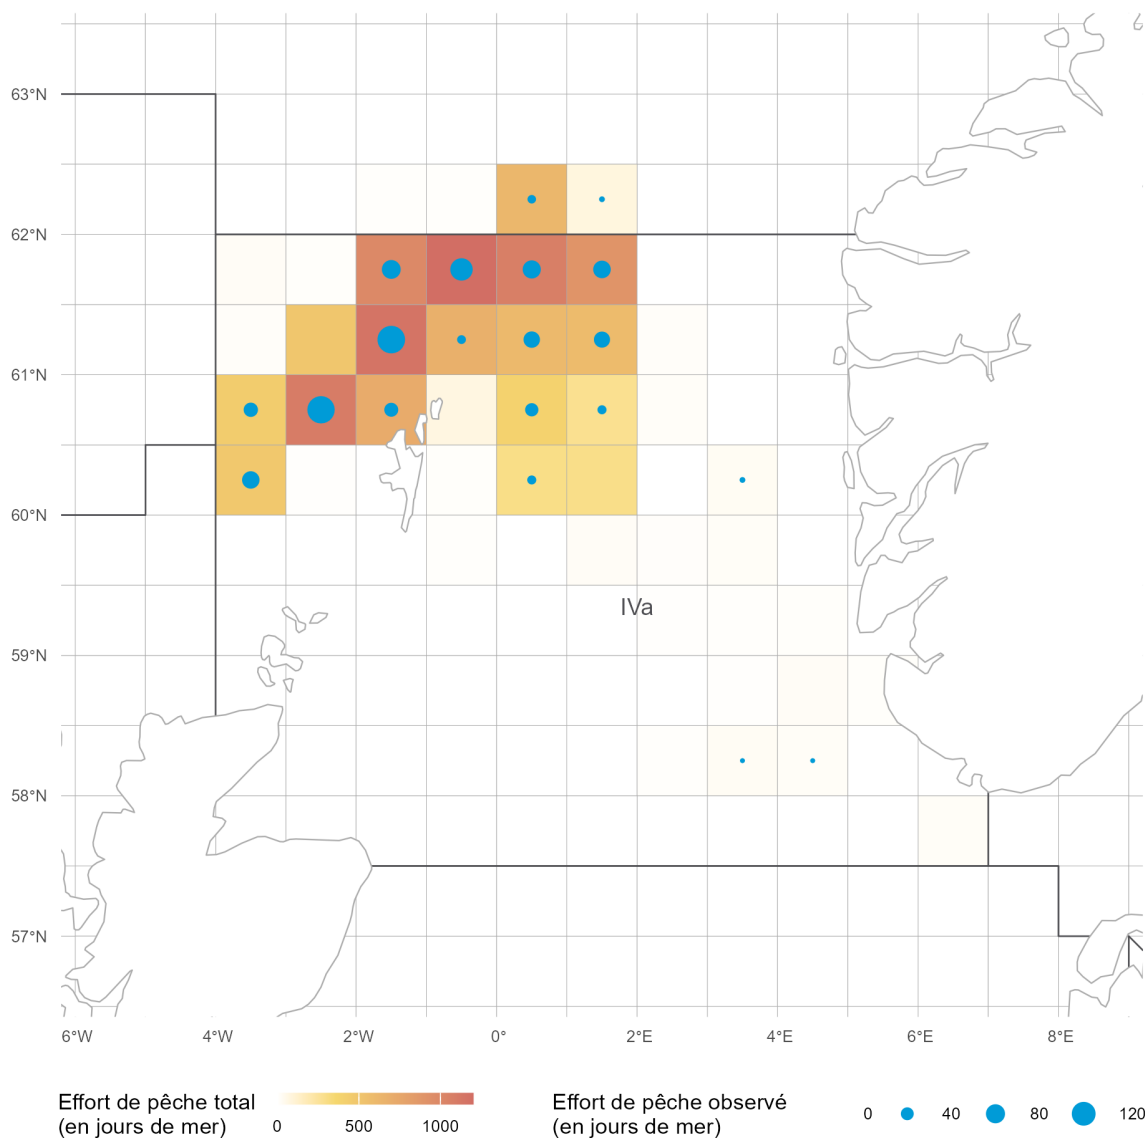 63°N
62°N
61°N
60°N
IVa
59°N
58°N
57°N
6°W 4°W 2°W 0° 2°E 4°E 6°E 8°E
Effort de pêche total
(en jours de mer)
0 500 1000
Effort de pêche observé
(en jours de mer)
0 40 80 120